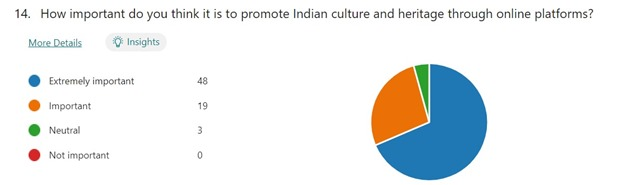 14. How important do you think it is to promote Indian culture and heritage through online platforms?
More Details
Insights
Extremely important 48
Important 19
Neutral 3
Not important 0